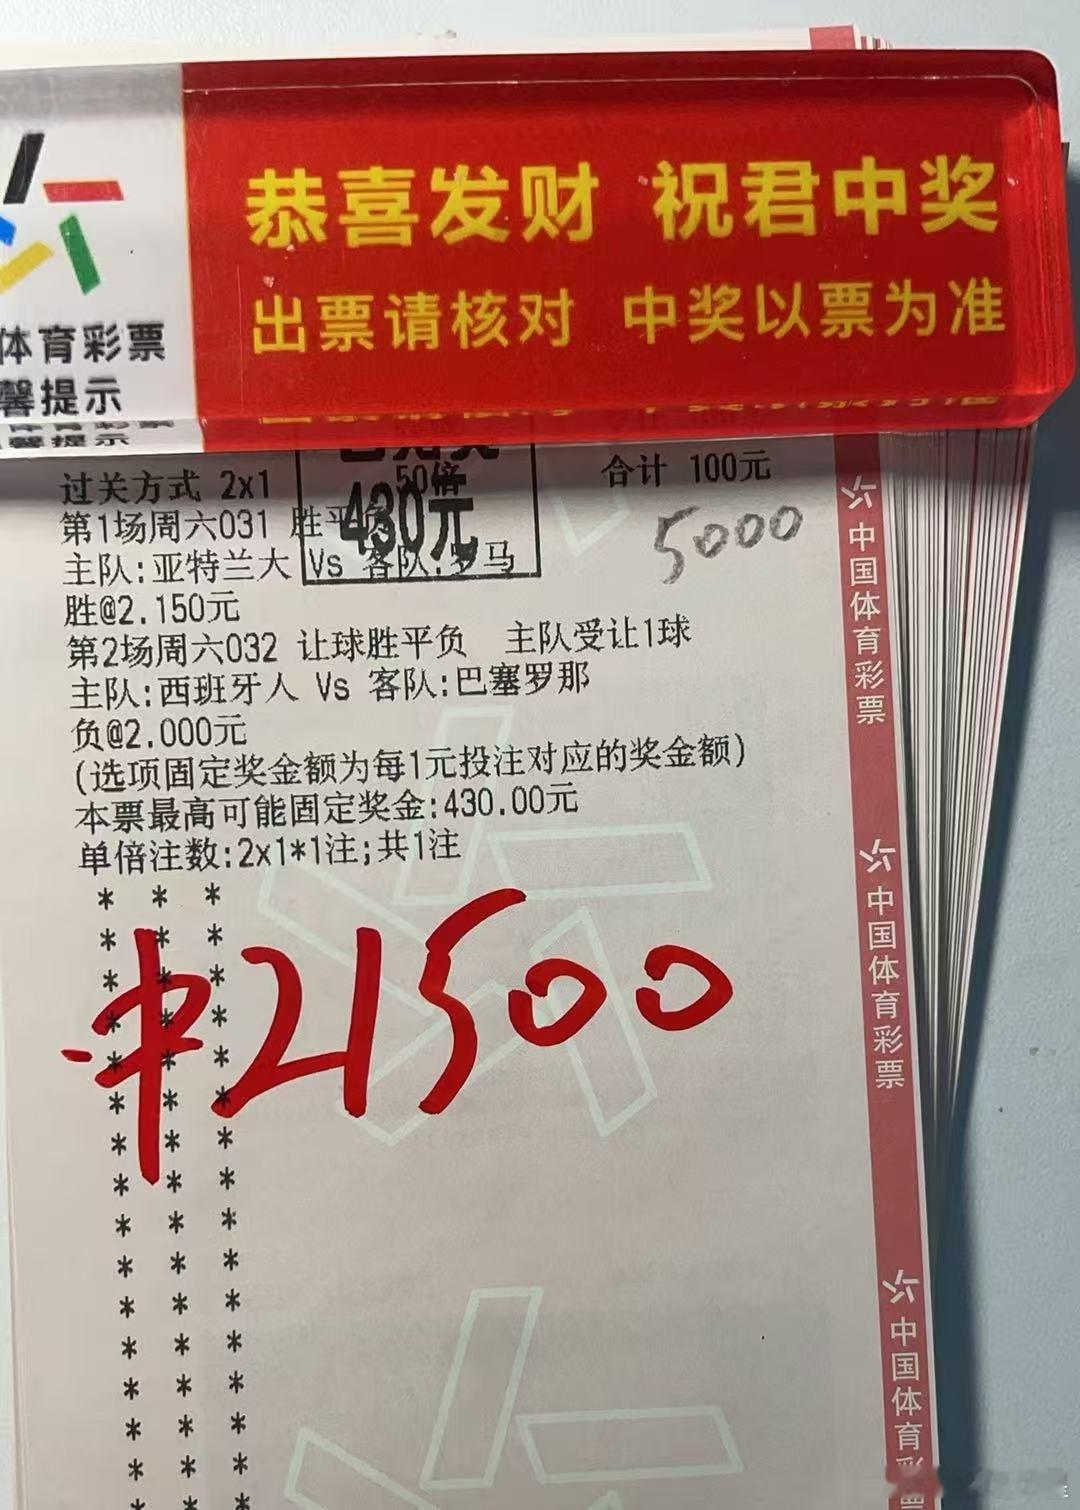 恭喜发财 祝君中奖
出票请核对 中奖以票为准
体育彩票
馨提示
过关方式 2x1 50倍 合计 100元
430元
5000
第1场周六031 胜平负
主队:亚特兰大 Vs 客队:罗马
胜@2.150元
第2场周六032 让球胜平负 主队受让1球
主队:西班牙人 Vs 客队:巴塞罗那
负@2.000元
(选项固定奖金额为每1元投注对应的奖金额)
本票最高可能固定奖金:430.00元
单倍注数:2x1*1注;共1注
中21500
中国体育彩票
中国体育彩票
中国体育彩票